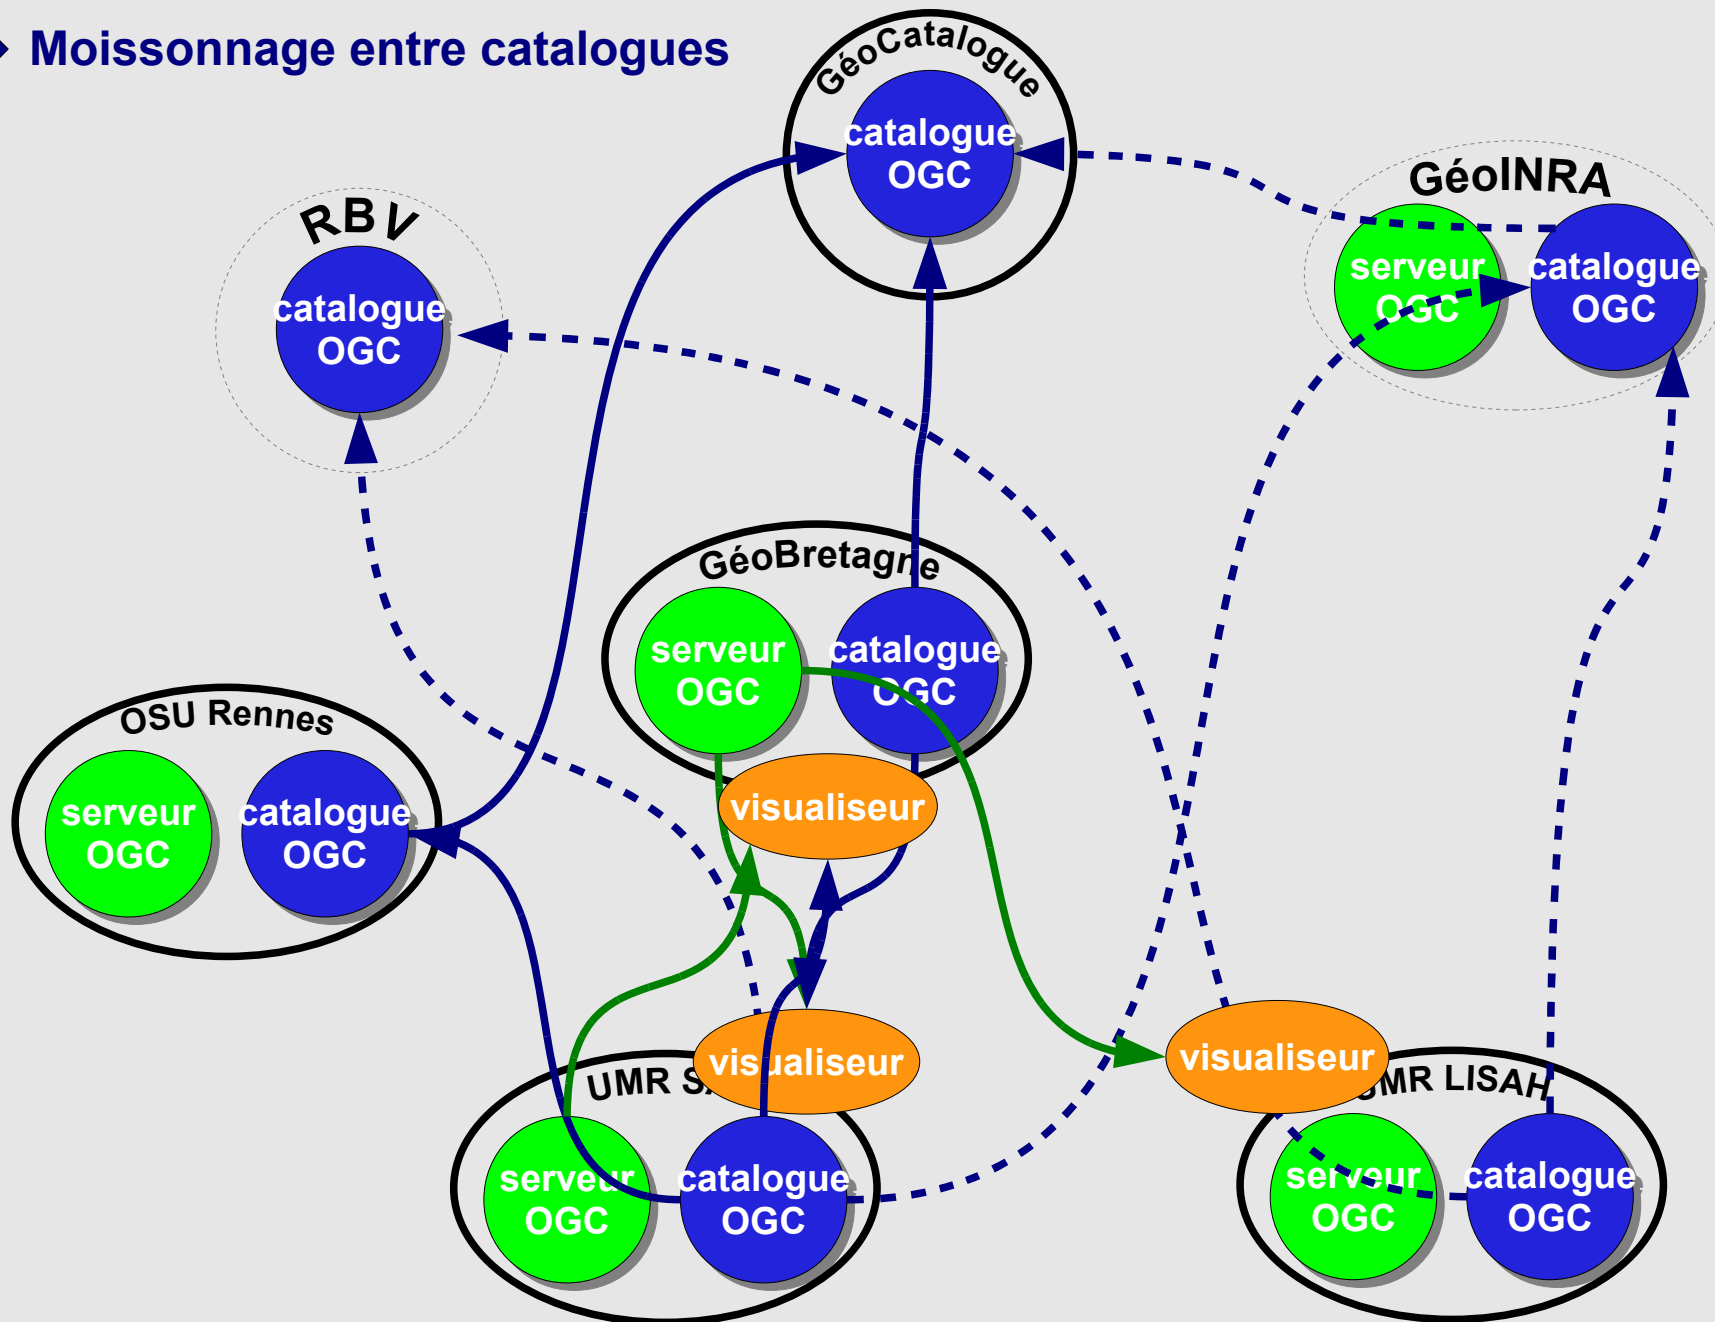 Moissonnage entre catalogues
GéoCatalogue
catalogue
OGC
GéoINRA
serveur
OGC
catalogue
OGC
RBV
catalogue
OGC
GéoBretagne
serveur
OGC
catalogue
OGC
visualiseur
OSU Rennes
serveur
OGC
catalogue
OGC
visualiseur
UMR
serveur
OGC
catalogue
OGC
visualiseur
UMR LISAH
serveur
OGC
catalogue
OGC